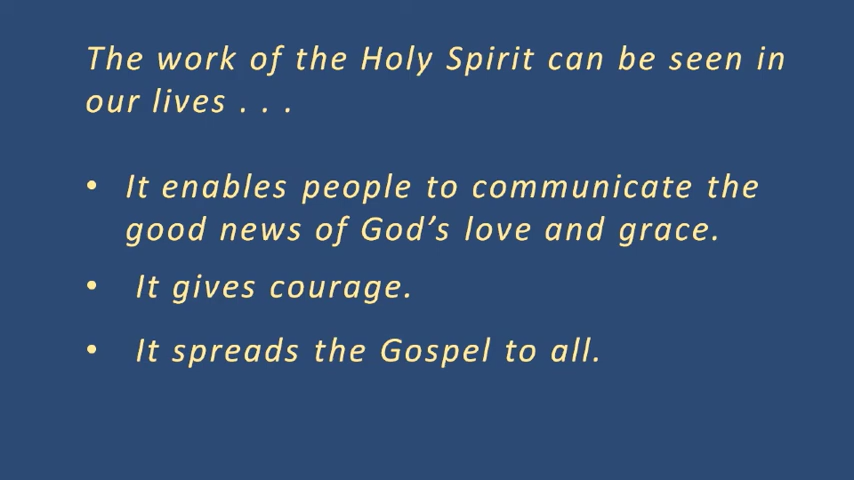 The work of the Holy Spirit can be seen in
our lives . . .
• It enables people to communicate the
good news of God’s love and grace.
• It gives courage.
• It spreads the Gospel to all.